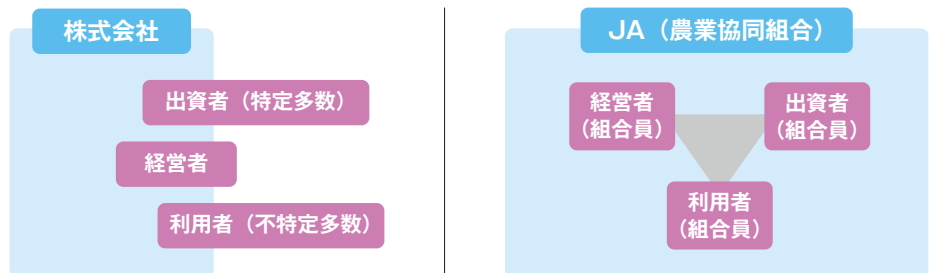 株式会社
出資者（特定多数）
経営者
利用者（不特定多数）
JA（農業協同組合）
経営者
（組合員）
出資者
（組合員）
利用者
（組合員）